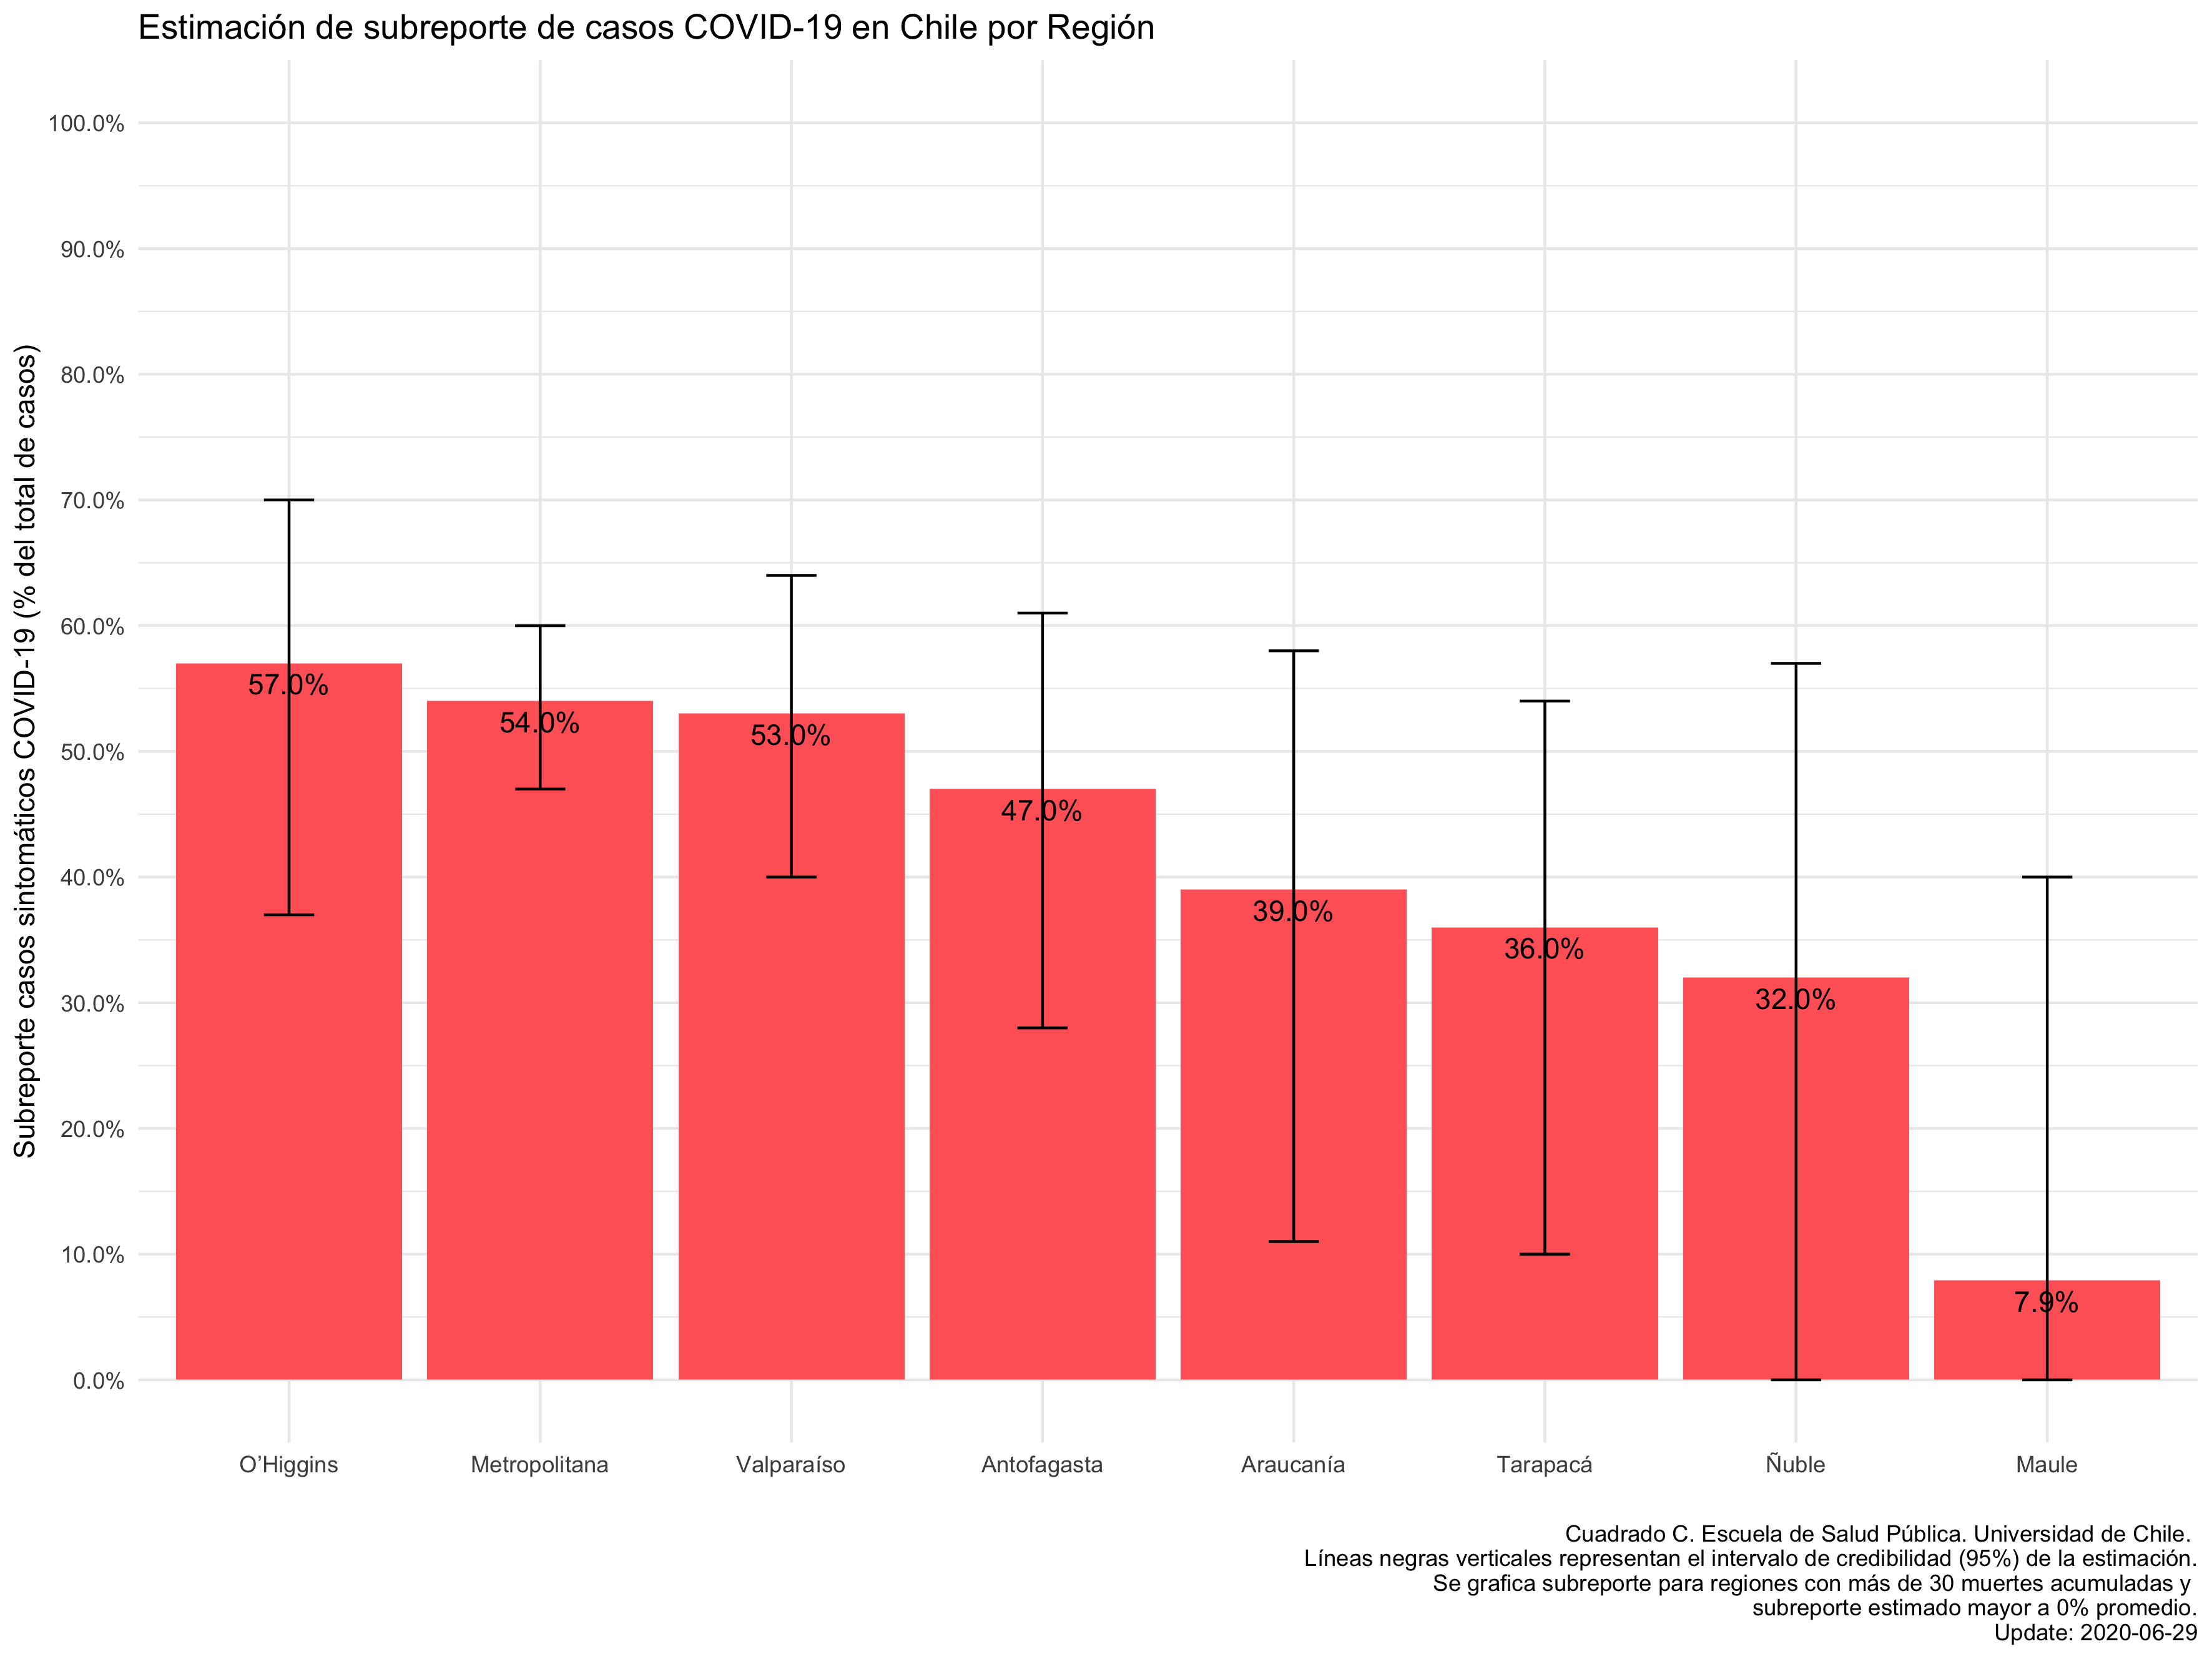 Estimación de subreporte de casos COVID-19 en Chile por Región
Subreporte casos sintomáticos COVID-19 (% del total de casos)
100.0%
90.0%
80.0%
70.0%
60.0%
50.0%
40.0%
30.0%
20.0%
10.0%
0.0%
57.0%
54.0%
53.0%
47.0%
39.0%
36.0%
32.0%
7.9%
O’Higgins
Metropolitana
Valparaíso
Antofagasta
Araucanía
Tarapacá
Ñuble
Maule
Cuadrado C. Escuela de Salud Pública. Universidad de Chile.
Líneas negras verticales representan el intervalo de credibilidad (95%) de la estimación.
Se grafica subreporte para regiones con más de 30 muertes acumuladas y
subreporte estimado mayor a 0% promedio.
Update: 2020-06-29